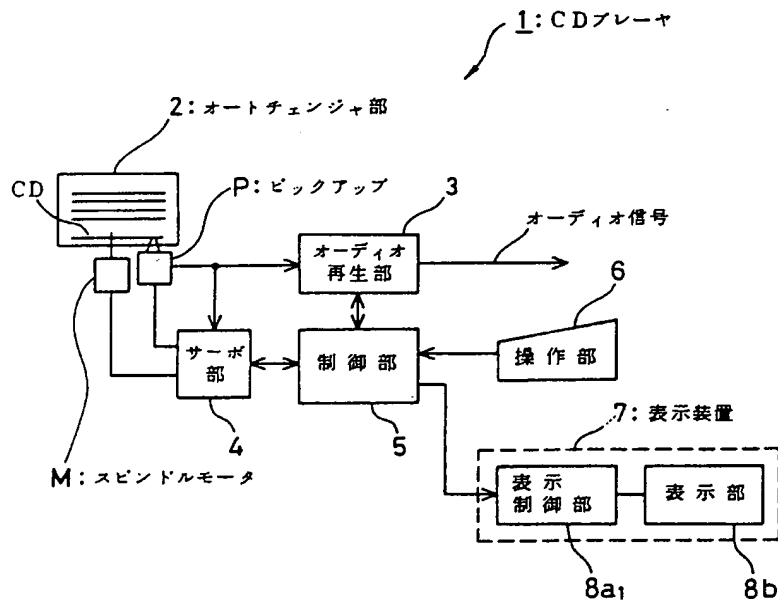 1:CDプレーヤ
2:オートチェンジャ部
CD
P:ピックアップ
3
オーディオ信号
オーディオ
再生部
6
サーボ
部
制御部
操作部
4
5
7:表示装置
M:スピンドルモータ
表示
制御部
表示部
8a₁
8b